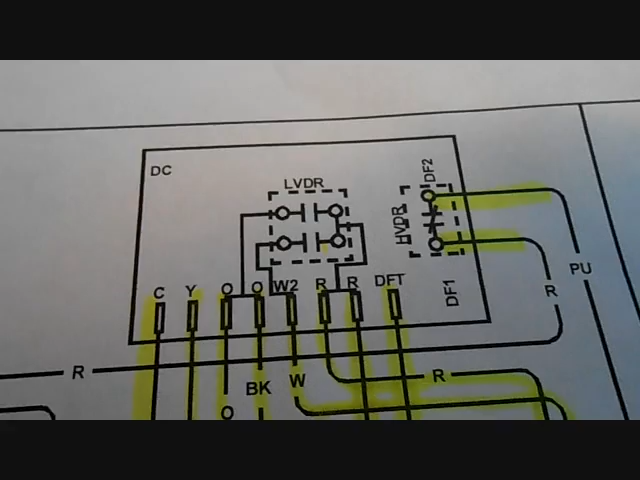 DC
LVDR
DF2
HVDR
C Y O O W2 R R DFT
DF1
PU
R
R
R
BK W
O